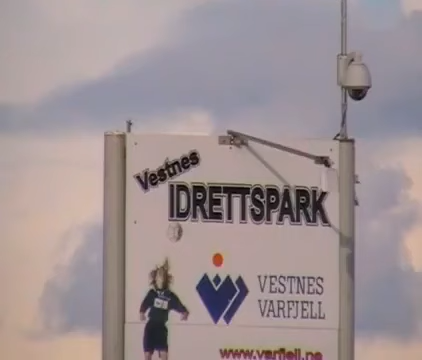 Vestnes
IDRETTSPARK
VESTNES
VARFJELL
www.varfjell.no